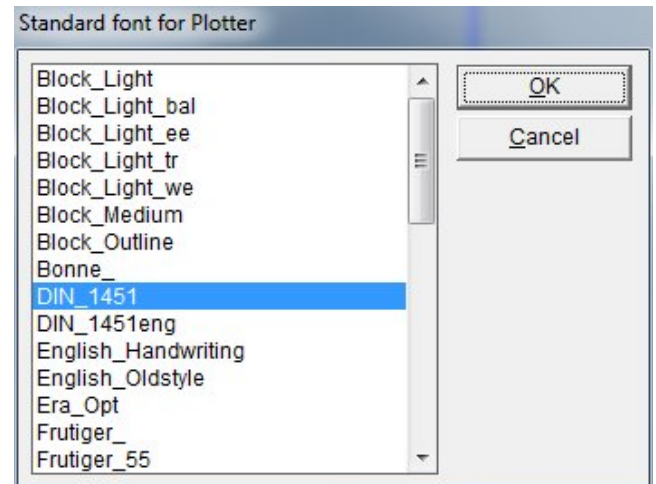 Standard font for Plotter
Block_Light
Block_Light_bal
Block_Light_ee
Block_Light_tr
Block_Light_we
Block_Medium
Block_Outline
Bonne_
DIN_1451
DIN_1451eng
English_Handwriting
English_Oldstyle
Era_Opt
Frutiger_
Frutiger_55
OK
Cancel